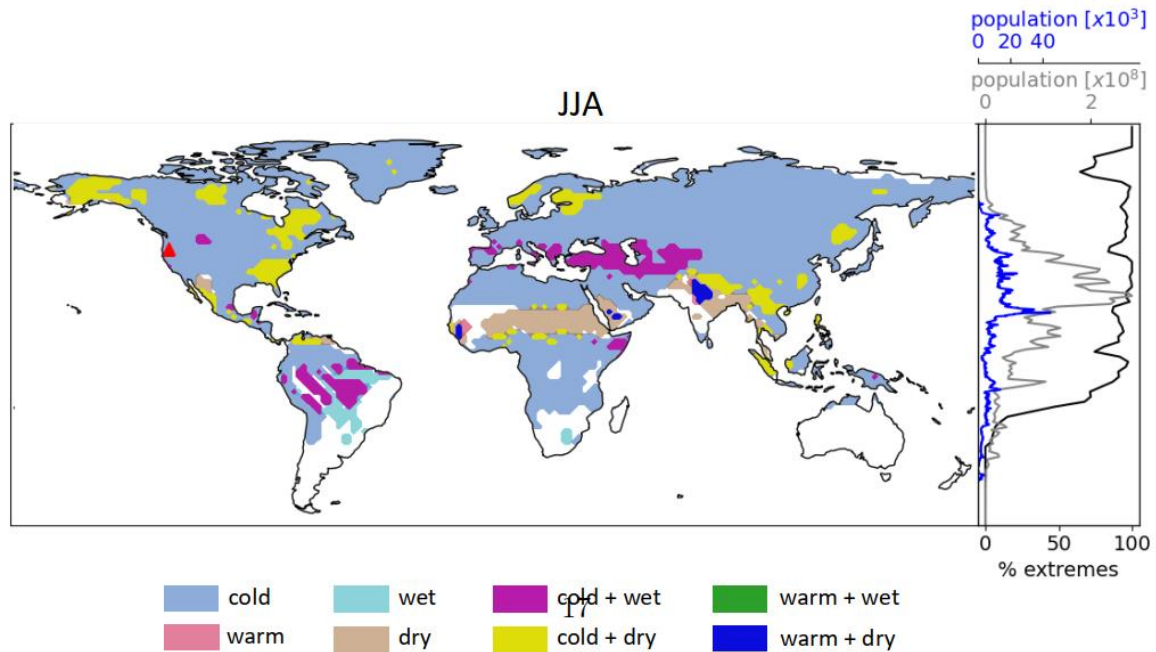 population [x10³]
0 20 40
population [x10⁸]
0 2
JJA
0 50 100
% extremes
cold wet cold + wet warm + wet
17
warm dry cold + dry warm + dry